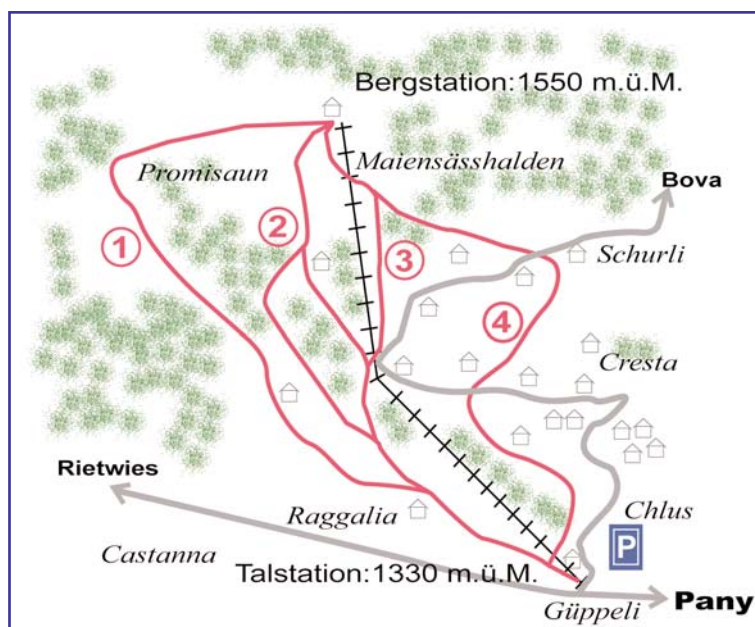 Bergstation:1550 m.ü.M.
Promisaun
Maiensässhalden
Bova
1
2
3
Schurli
4
Cresta
Rietwies
Raggalia
Chlus
Castanna
P
Talstation:1330 m.ü.M.
Güppeli
Pany